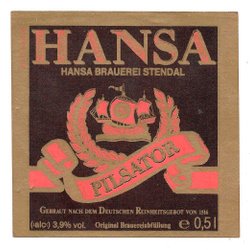 HANSA
HANSA BRAUEREI STENDAL
PILSATOR
GEBRAUT NACH DEM DEUTSCHEN REINHEITSGEBOT VON 1516
(alc) 3,9% vol. Original Brauereiabfüllung e 0,5 l